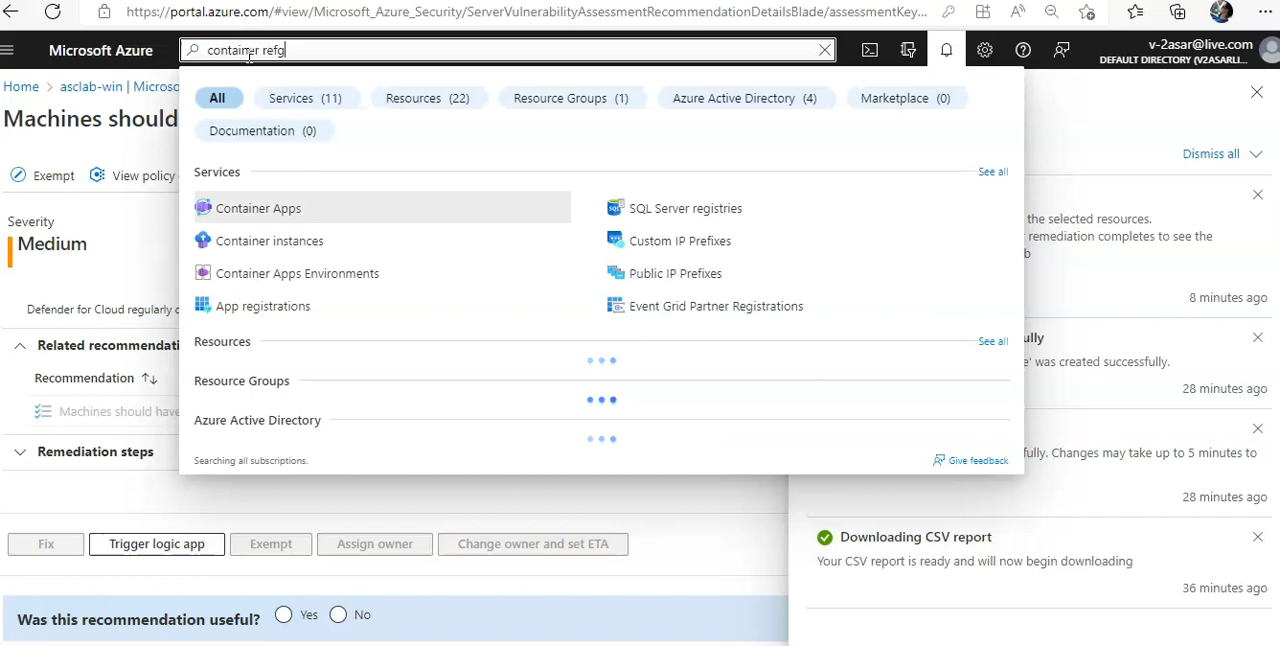 https://portal.azure.com/#view/Microsoft_Azure_Security/ServerVulnerabilityAssessmentRecommendationDetailsBlade/assessmentKey...
Microsoft Azure
container refg
v-2asar@live.com
DEFAULT DIRECTORY (V2ASARLI...
Home > asclab-win | Microso
Machines should
Exempt
View policy
Severity
Medium
Defender for Cloud regularly c
Related recommendati
Recommendation
Machines should have
Remediation steps
All
Services (11)
Resources (22)
Resource Groups (1)
Azure Active Directory (4)
Marketplace (0)
Documentation (0)
Services
See all
Container Apps
SQL Server registries
Container instances
Custom IP Prefixes
Container Apps Environments
Public IP Prefixes
App registrations
Event Grid Partner Registrations
Resources
See all
Resource Groups
Azure Active Directory
Searching all subscriptions.
Give feedback
Fix
Trigger logic app
Exempt
Assign owner
Change owner and set ETA
Was this recommendation useful?
Yes
No
Dismiss all
the selected resources.
r remediation completes to see the
b
8 minutes ago
ully
e' was created successfully.
28 minutes ago
fully. Changes may take up to 5 minutes to
28 minutes ago
Downloading CSV report
Your CSV report is ready and will now begin downloading
36 minutes ago